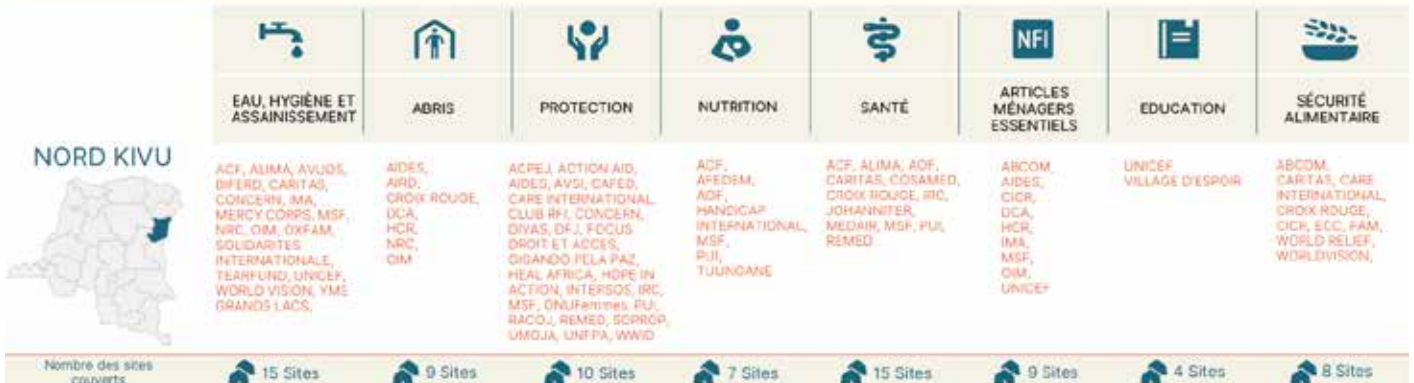 NFI
EAU, HYGIÈNE ET
ASSAINISSEMENT
ABRIS
PROTECTION
NUTRITION
SANTÉ
ARTICLES
MÉNAGERS
ESSENTIELS
EDUCATION
SÉCURITÉ
ALIMENTAIRE
NORD KIVU
ACF, ALIMA, AVUDS,
BIFERD, CARITAS,
CONCERN, IMA,
MERCY CORPS, MSF,
NRC, OIM, OXFAM,
SOLIDARITES
INTERNATIONALE,
TEARFUND, UNICEF,
WORLD VISION, YME
GRANDS LACS,
AIDES,
AIRD,
CROIX ROUGE,
DCA,
HCR,
NRC,
OIM
ACPEJ, ACTION AID,
AIDES, AVSI, CAFED,
CARE INTERNATIONAL,
CLUB RFI, CONCERN,
DIVAS, DFJ, FOCUS
DROIT ET ACCES,
GIGANDO PELA PAZ,
HEAL AFRICA, HOPE IN
ACTION, INTERSOS, IRC,
MSF, ONUFemmes, PUI,
RACOJ, REMED, SOPROP,
UMOJA, UNFPA, WWID
ACF,
AFEDEM,
ADF,
HANDICAP
INTERNATIONAL,
MSF,
PUI,
TUUNGANE
ACF, ALIMA, ADF,
CARITAS, COSAMED,
CROIX ROUGE, IRC,
JOHANNITER,
MEDAIR, MSF, PUI,
REMED
ABCOM,
AIDES,
CICR,
DCA,
HCR,
IMA,
MSF,
OIM,
UNICEF
UNICEF
VILLAGE D'ESPOIR
ABCOM,
CARITAS, CARE
INTERNATIONAL,
CROIX ROUGE,
CICR, ECC, PAM,
WORLD RELIEF,
WORLDVISION,
Nombre des sites
couverts
15 Sites
9 Sites
10 Sites
7 Sites
15 Sites
9 Sites
4 Sites
8 Sites